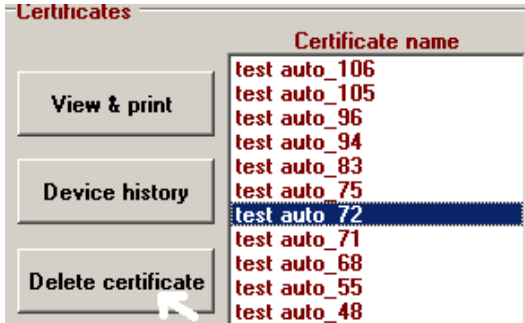 Certificates
Certificate name
View & print
Device history
Delete certificate
test auto_106
test auto_105
test auto_96
test auto_94
test auto_83
test auto_75
test auto_72
test auto_71
test auto_68
test auto_55
test auto_48